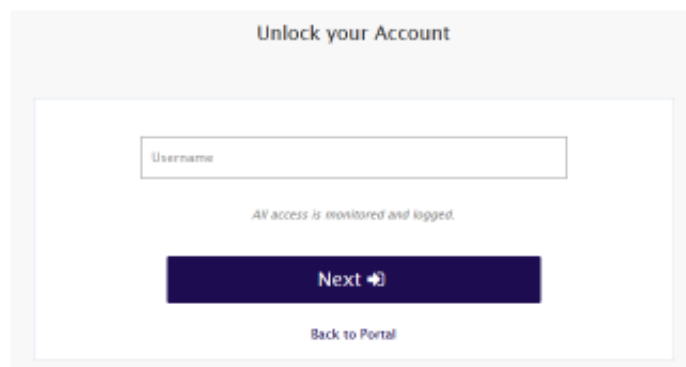 Unlock your Account
Username
All access is monitored and logged.
Next
Back to Portal